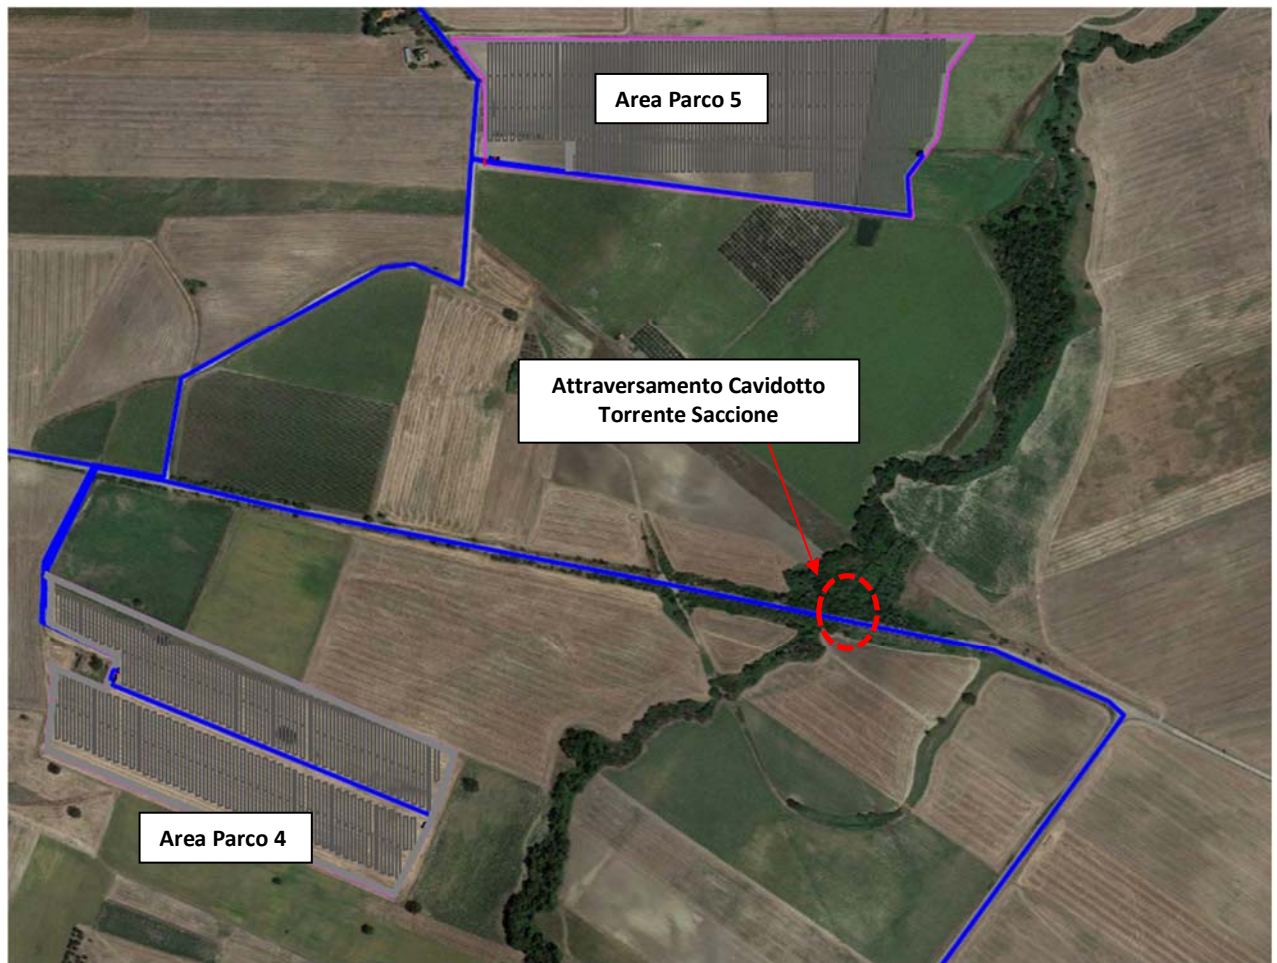 Area Parco 5
Attraversamento Cavidotto
Torrente Saccione
Area Parco 4